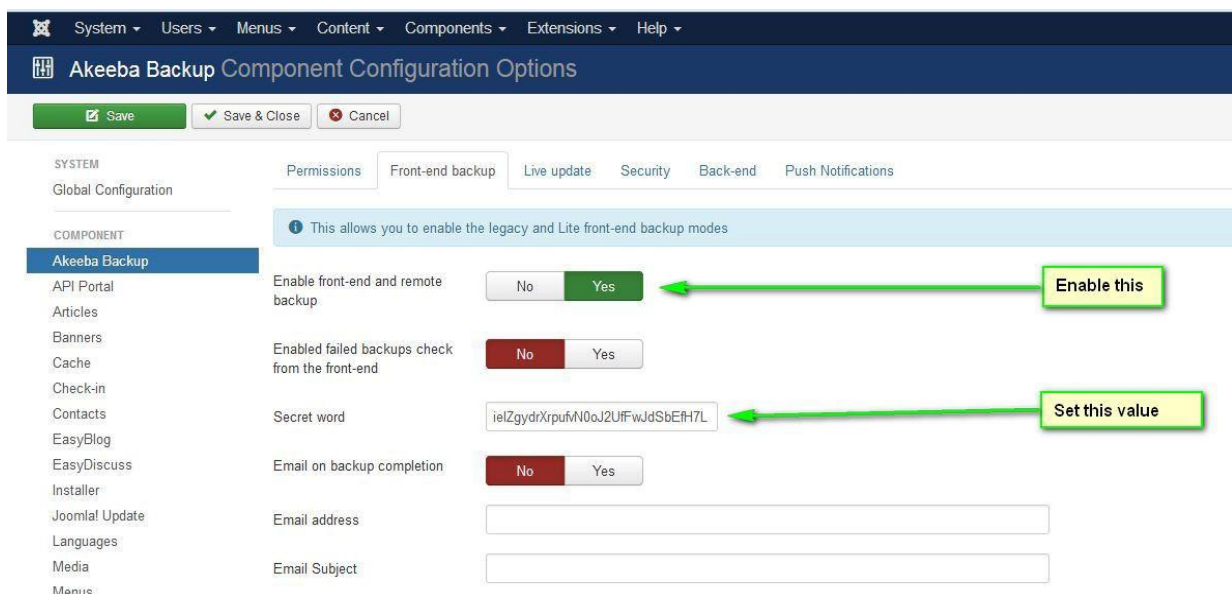 System Users Menus Content Components Extensions Help
Akeeba Backup Component Configuration Options
Save Save & Close Cancel
SYSTEM
Global Configuration
COMPONENT
Akeeba Backup
API Portal
Articles
Banners
Cache
Check-in
Contacts
EasyBlog
EasyDiscuss
Installer
Joomla! Update
Languages
Media
Menus
Permissions Front-end backup Live update Security Back-end Push Notifications
This allows you to enable the legacy and Lite front-end backup modes
Enable front-end and remote
backup
No Yes
Enable this
Enabled failed backups check
from the front-end
No Yes
Secret word
Set this value
Email on backup completion
No Yes
Email address
Email Subject